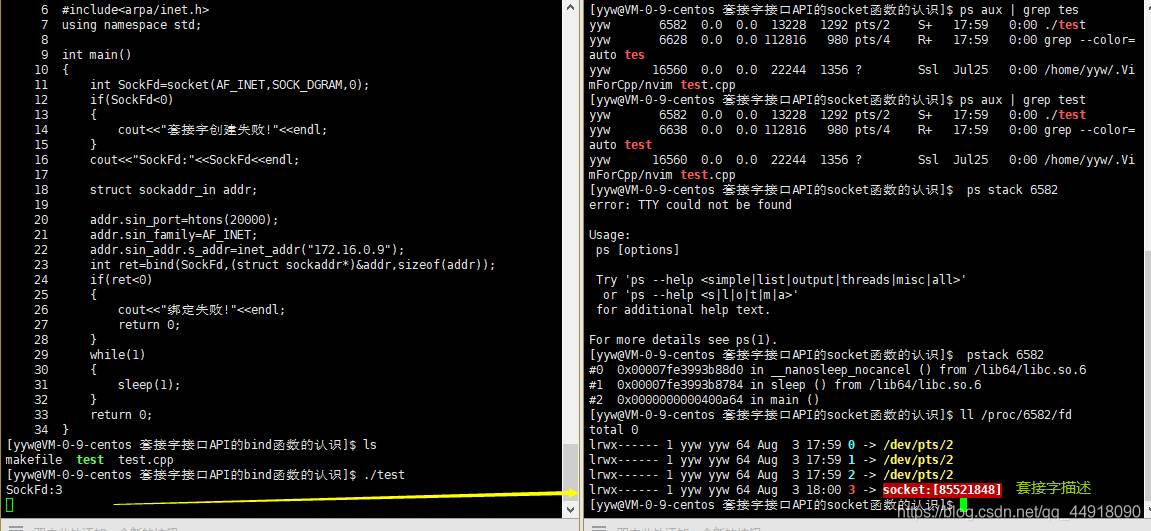 6 #include<arpa/inet.h>
7 using namespace std;
8
9 int main()
10 {
11 int SockFd=socket(AF_INET,SOCK_DGRAM,0);
12 if(SockFd<0)
13 {
14 cout<<"套接字创建失败!"<<endl;
15 }
16 cout<<"SockFd:"<<SockFd<<endl;
17
18 struct sockaddr_in addr;
19
20 addr.sin_port=htons(20000);
21 addr.sin_family=AF_INET;
22 addr.sin_addr.s_addr=inet_addr("172.16.0.9");
23 int ret=bind(SockFd,(struct sockaddr*)&addr,sizeof(addr));
24 if(ret<0)
25 {
26 cout<<"绑定失败!"<<endl;
27 return 0;
28 }
29 while(1)
30 {
31 sleep(1);
32 }
33 return 0;
34 }
[yyw@VM-0-9-centos 套接字接口API的bind函数的认识]$ ls
makefile test test.cpp
[yyw@VM-0-9-centos 套接字接口API的bind函数的认识]$ ./test
SockFd:3
[yyw@VM-0-9-centos 套接字接口API的socket函数的认识]$ ps aux | grep tes
yyw 6582 0.0 0.0 13228 1292 pts/2 S+ 17:59 0:00 ./test
yyw 6628 0.0 0.0 112816 980 pts/4 R+ 17:59 0:00 grep --color=
auto tes
yyw 16560 0.0 0.0 22244 1356 ? Ssl Jul25 0:00 /home/yyw/.Vi
mForCpp/nvim test.cpp
[yyw@VM-0-9-centos 套接字接口API的socket函数的认识]$ ps aux | grep test
yyw 6582 0.0 0.0 13228 1292 pts/2 S+ 17:59 0:00 ./test
yyw 6638 0.0 0.0 112816 980 pts/4 R+ 17:59 0:00 grep --color=
auto test
yyw 16560 0.0 0.0 22244 1356 ? Ssl Jul25 0:00 /home/yyw/.Vi
mForCpp/nvim test.cpp
[yyw@VM-0-9-centos 套接字接口API的socket函数的认识]$ ps stack 6582
error: TTY could not be found

Usage:
ps [options]

Try 'ps --help <simple|list|output|threads|misc|all>'
or 'ps --help <s|l|o|t|m|a>'
for additional help text.

For more details see ps(1).
[yyw@VM-0-9-centos 套接字接口API的socket函数的认识]$ pstack 6582
#0 0x00007fe3993b88d0 in __nanosleep_nocancel () from /lib64/libc.so.6
#1 0x00007fe3993b8784 in sleep () from /lib64/libc.so.6
#2 0x0000000000400a64 in main ()
[yyw@VM-0-9-centos 套接字接口API的socket函数的认识]$ ll /proc/6582/fd
total 0
lrwx------ 1 yyw yyw 64 Aug 3 17:59 0 -> /dev/pts/2
lrwx------ 1 yyw yyw 64 Aug 3 17:59 1 -> /dev/pts/2
lrwx------ 1 yyw yyw 64 Aug 3 17:59 2 -> /dev/pts/2
lrwx------ 1 yyw yyw 64 Aug 3 18:00 3 -> socket:[85521848] 套接字描述
[yyw@VM-0-9-centos 套接字接口API的socket函数的认识]$
https://blog.csdn.net/qq_44918090